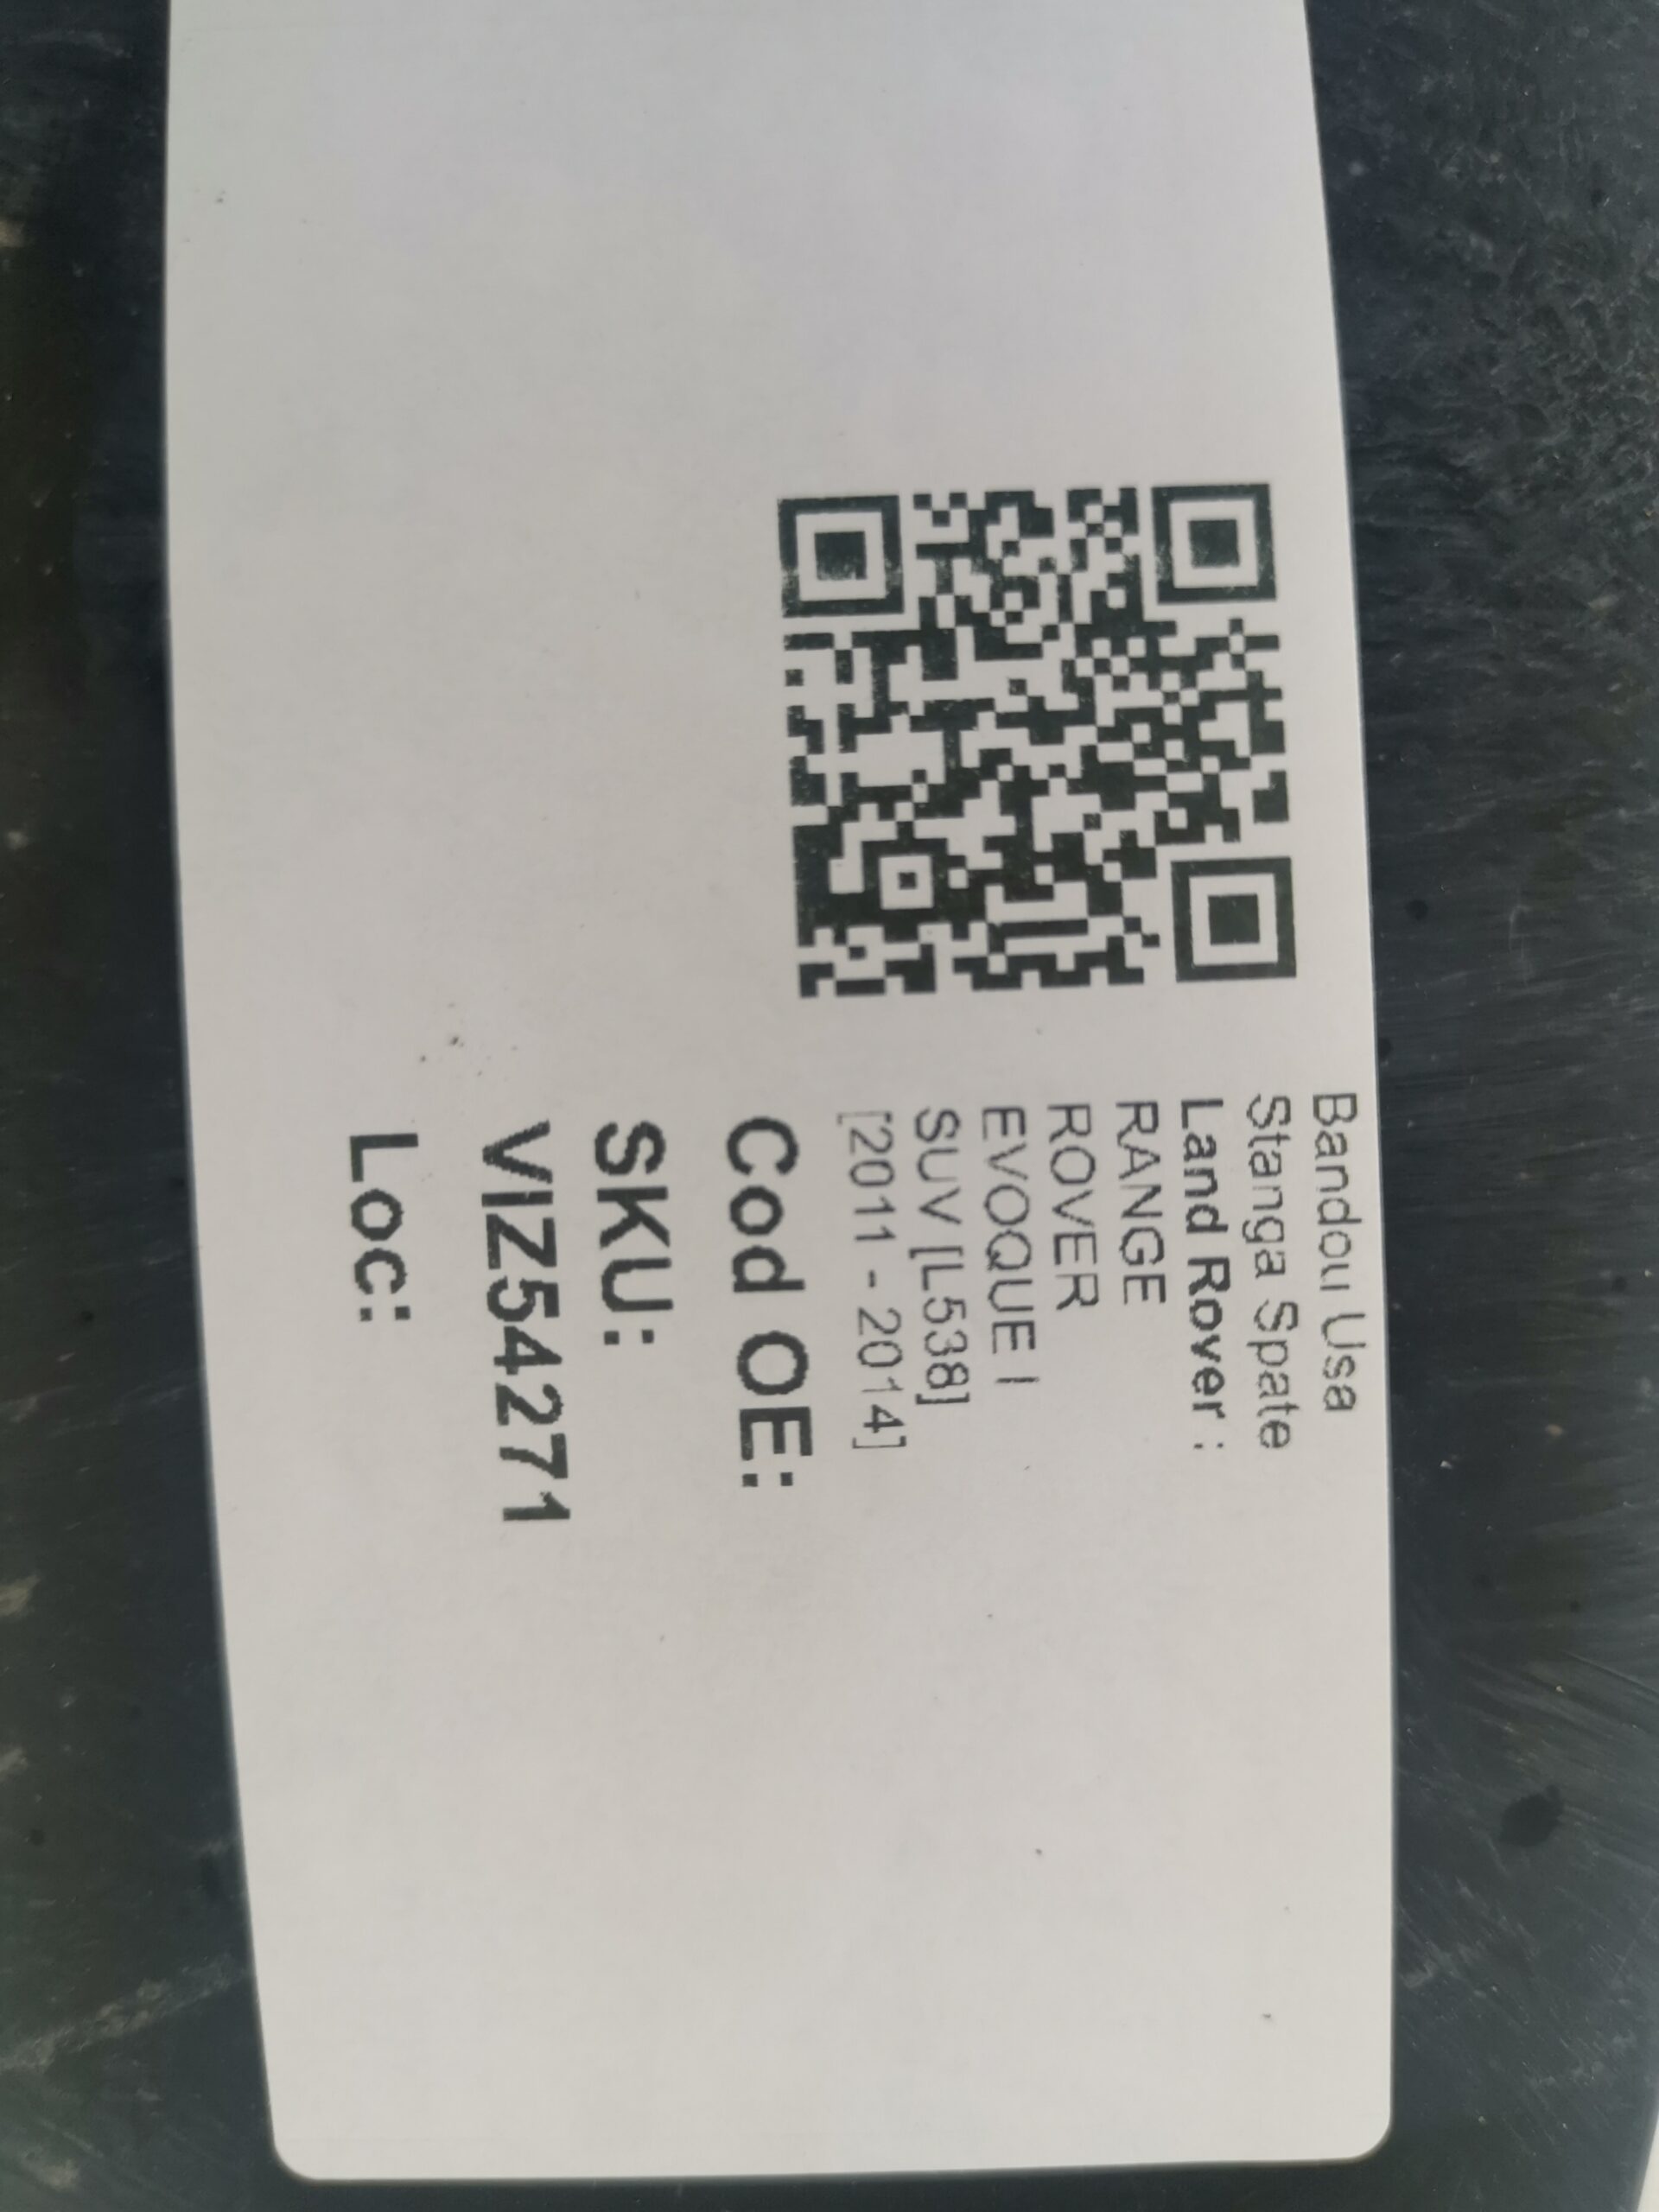 Bandou Usa
Stanga Spate
Land Rover :
RANGE
ROVER
EVOQUE I
SUV [L538]
[2011 - 2014]
Cod OE:
SKU:
VIZ54271
Loc: